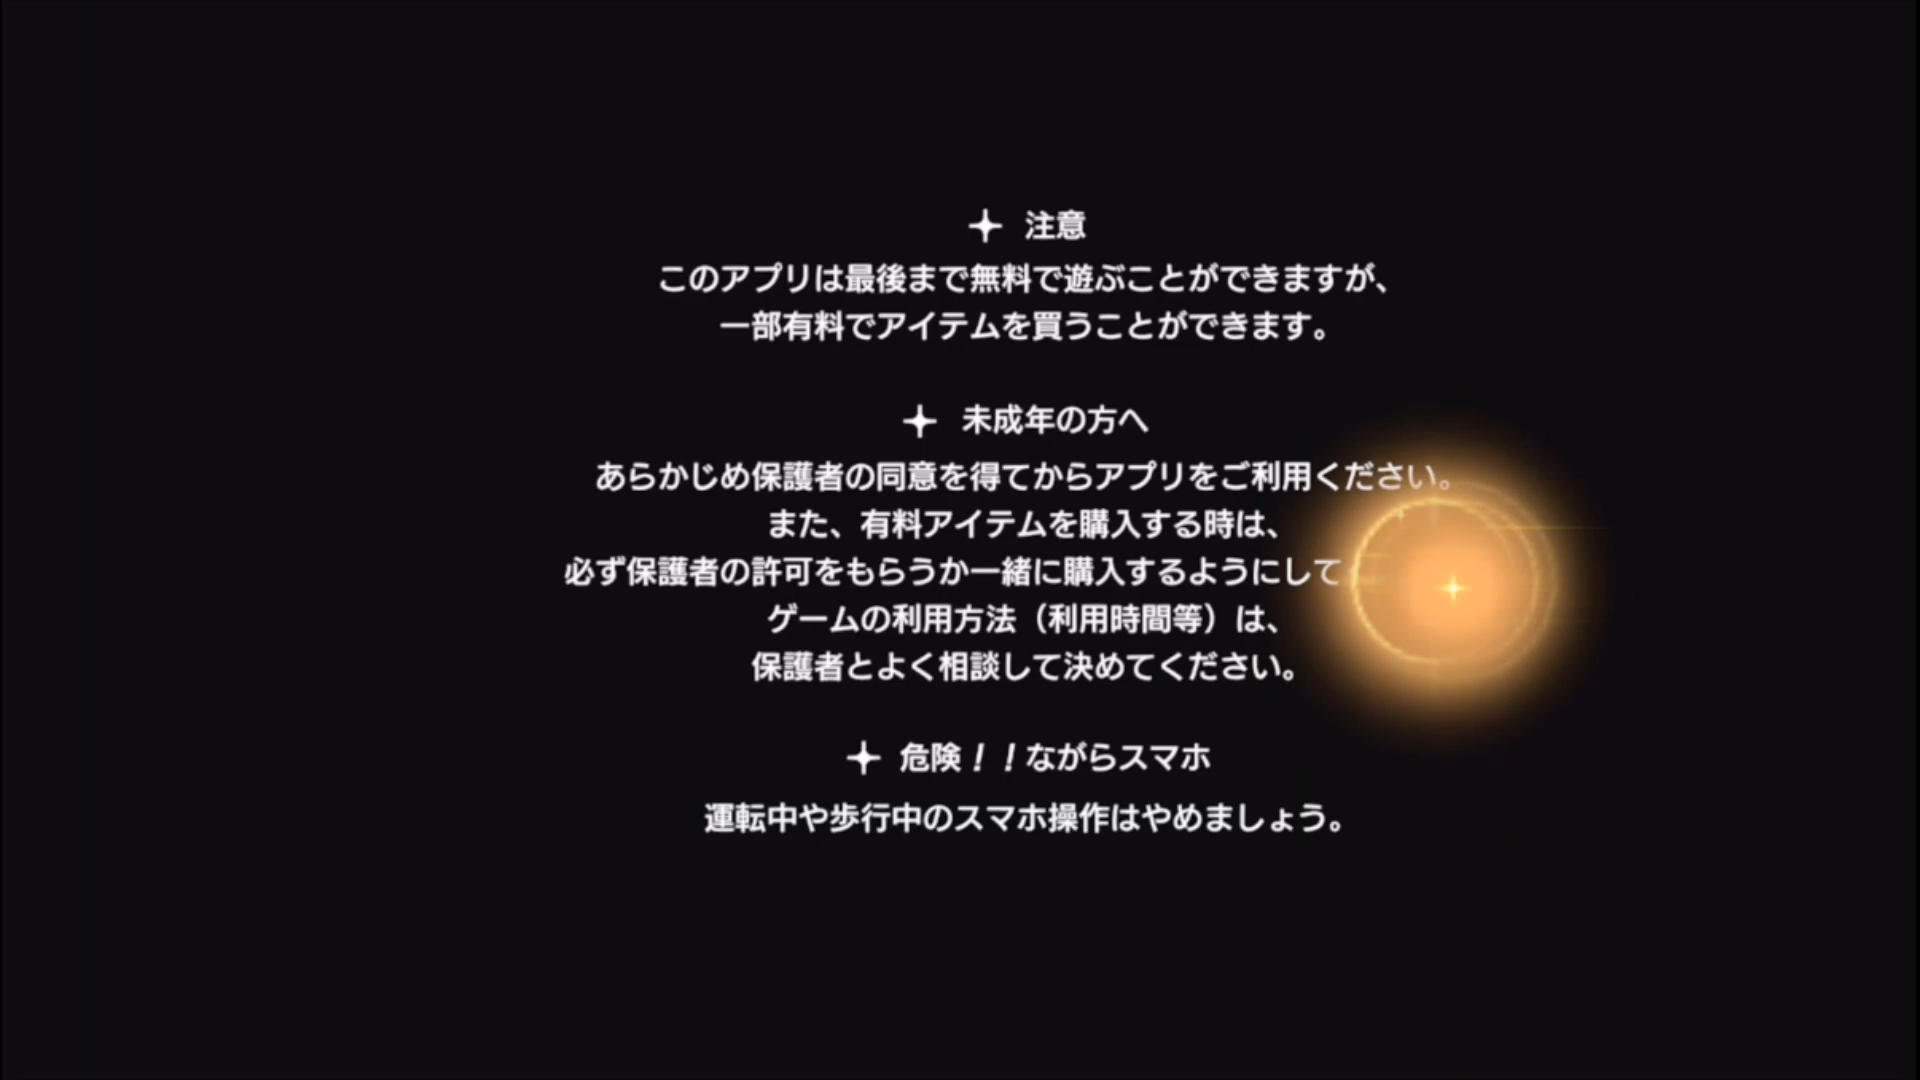 注意
このアプリは最後まで無料で遊ぶことができますが、
一部有料でアイテムを買うことができます。
未成年の方へ
あらかじめ保護者の同意を得てからアプリをご利用ください。
また、有料アイテムを購入する時は、
必ず保護者の許可をもらうか一緒に購入するようにして
ゲームの利用方法（利用時間等）は、
保護者とよく相談して決めてください。
危険！！ながらスマホ
運転中や歩行中のスマホ操作はやめましょう。